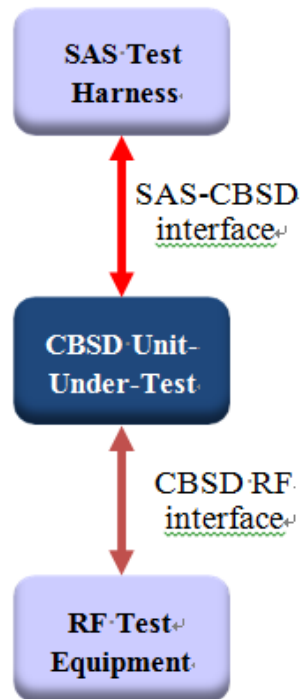 SAS Test
Harness
SAS-CBSD
interface
CBSD Unit-
Under-Test
CBSD RF
interface
RF Test
Equipment